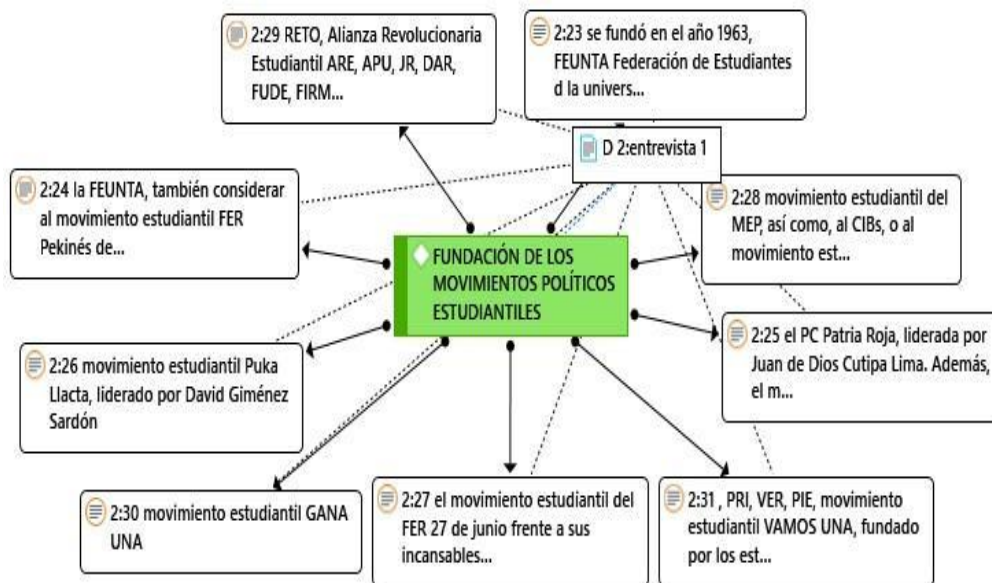 2:29 RETO, Alianza Revolucionaria
Estudiantil ARE, APU, JR, DAR,
FUDE, FIRM...
2:23 se fundó en el año 1963,
FEUNTA Federación de Estudiantes
d la univers...
D 2:entrevista 1
2:24 la FEUNTA, también considerar
al movimiento estudiantil FER
Pekinés de...
2:28 movimiento estudiantil del
MEP, así como, al CIBs, o al
movimiento est...
FUNDACIÓN DE LOS
MOVIMIENTOS POLÍTICOS
ESTUDIANTILES
2:25 el PC Patria Roja, liderada por
Juan de Dios Cutipa Lima. Además,
el m...
2:26 movimiento estudiantil Puka
Llacta, liderado por David Giménez
Sardón
2:30 movimiento estudiantil GANA
UNA
2:27 el movimiento estudiantil del
FER 27 de junio frente a sus
incansables...
2:31 , PRI, VER, PIE, movimiento
estudiantil VAMOS UNA, fundado
por los est...